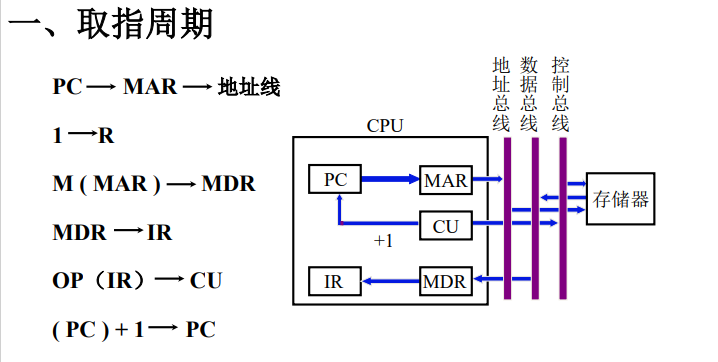 一、取指周期
PC → MAR → 地址线
1 → R
M ( MAR ) → MDR
MDR → IR
OP（IR）→ CU
( PC ) + 1 → PC
地址总线
数据总线
控制总线
CPU
PC
MAR
CU
+1
IR
MDR
存储器